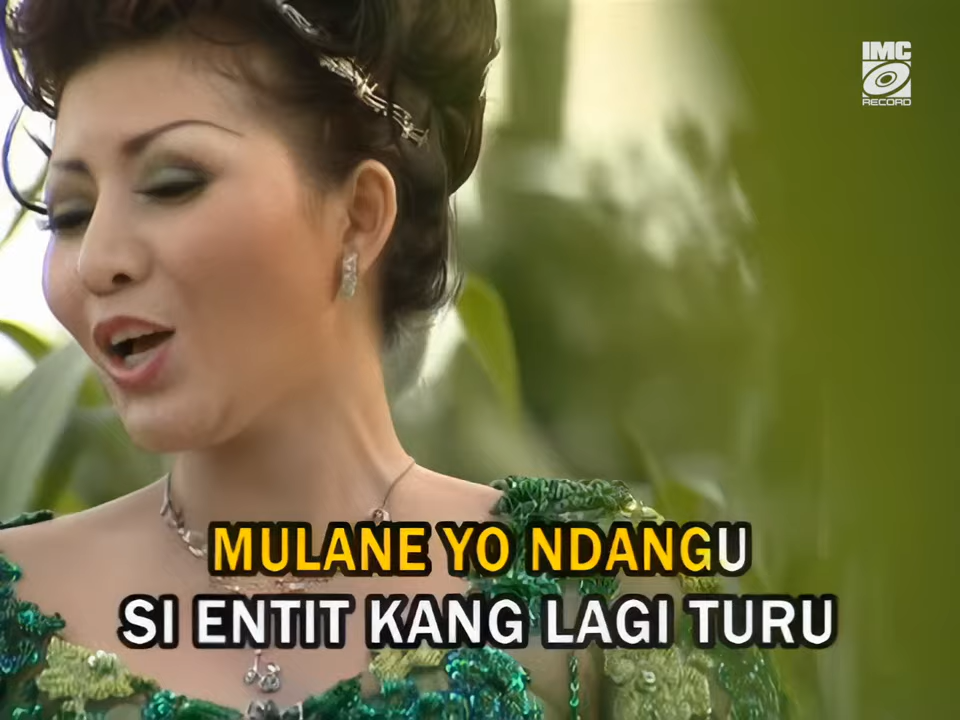 IMC
RECORD
MULANE YO NDANGU
SI ENTIT KANG LAGI TURU